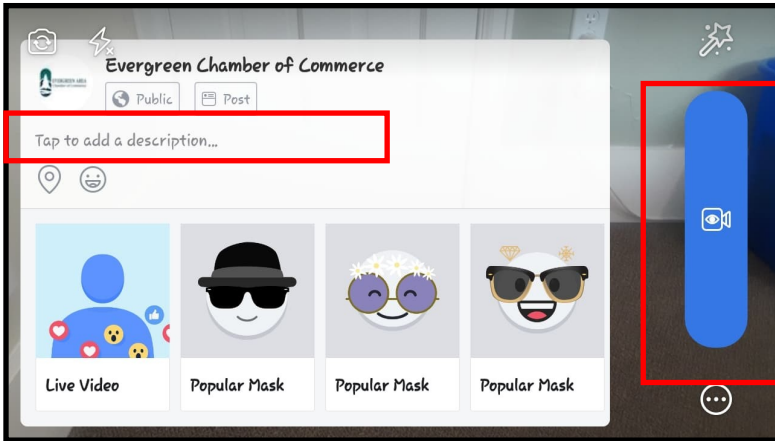 Evergreen Chamber of Commerce
Public Post
Tap to add a description...
Live Video Popular Mask Popular Mask Popular Mask